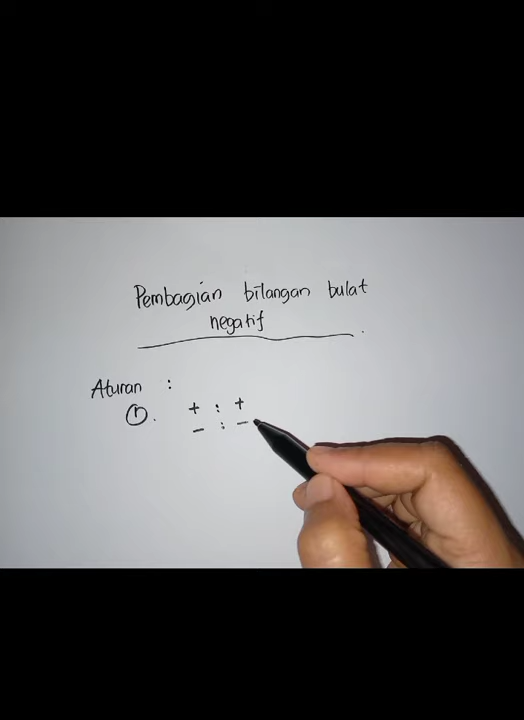 Pembagian bilangan bulat
negatif
Aturan :
①. + : +
- : -